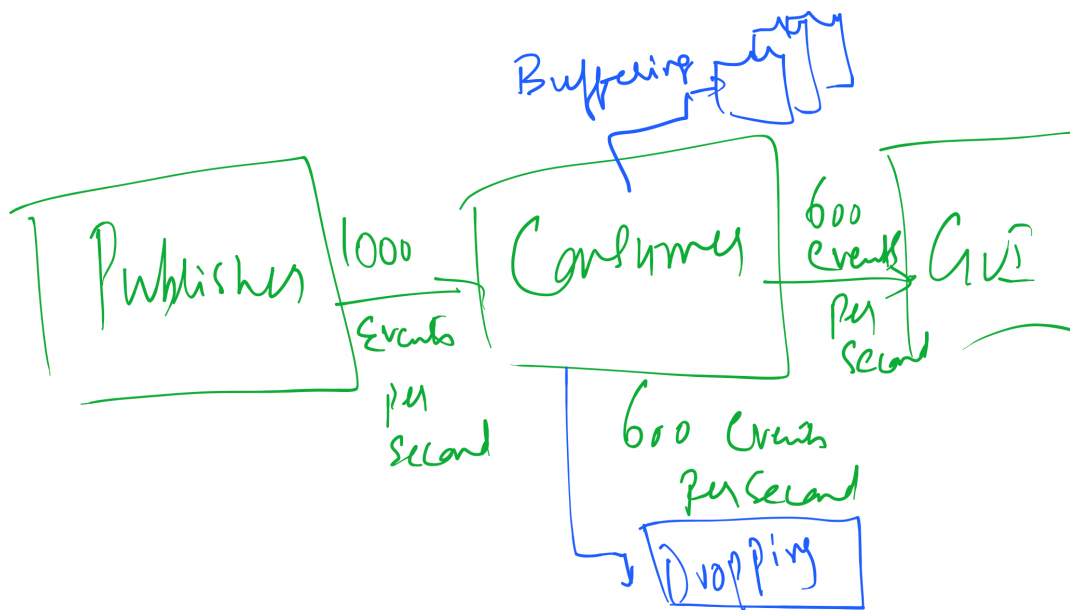 Buffering
Publisher
1000
Events
per
second
Consumer
600
events
per
second
GUI
600 events
per second
Dropping